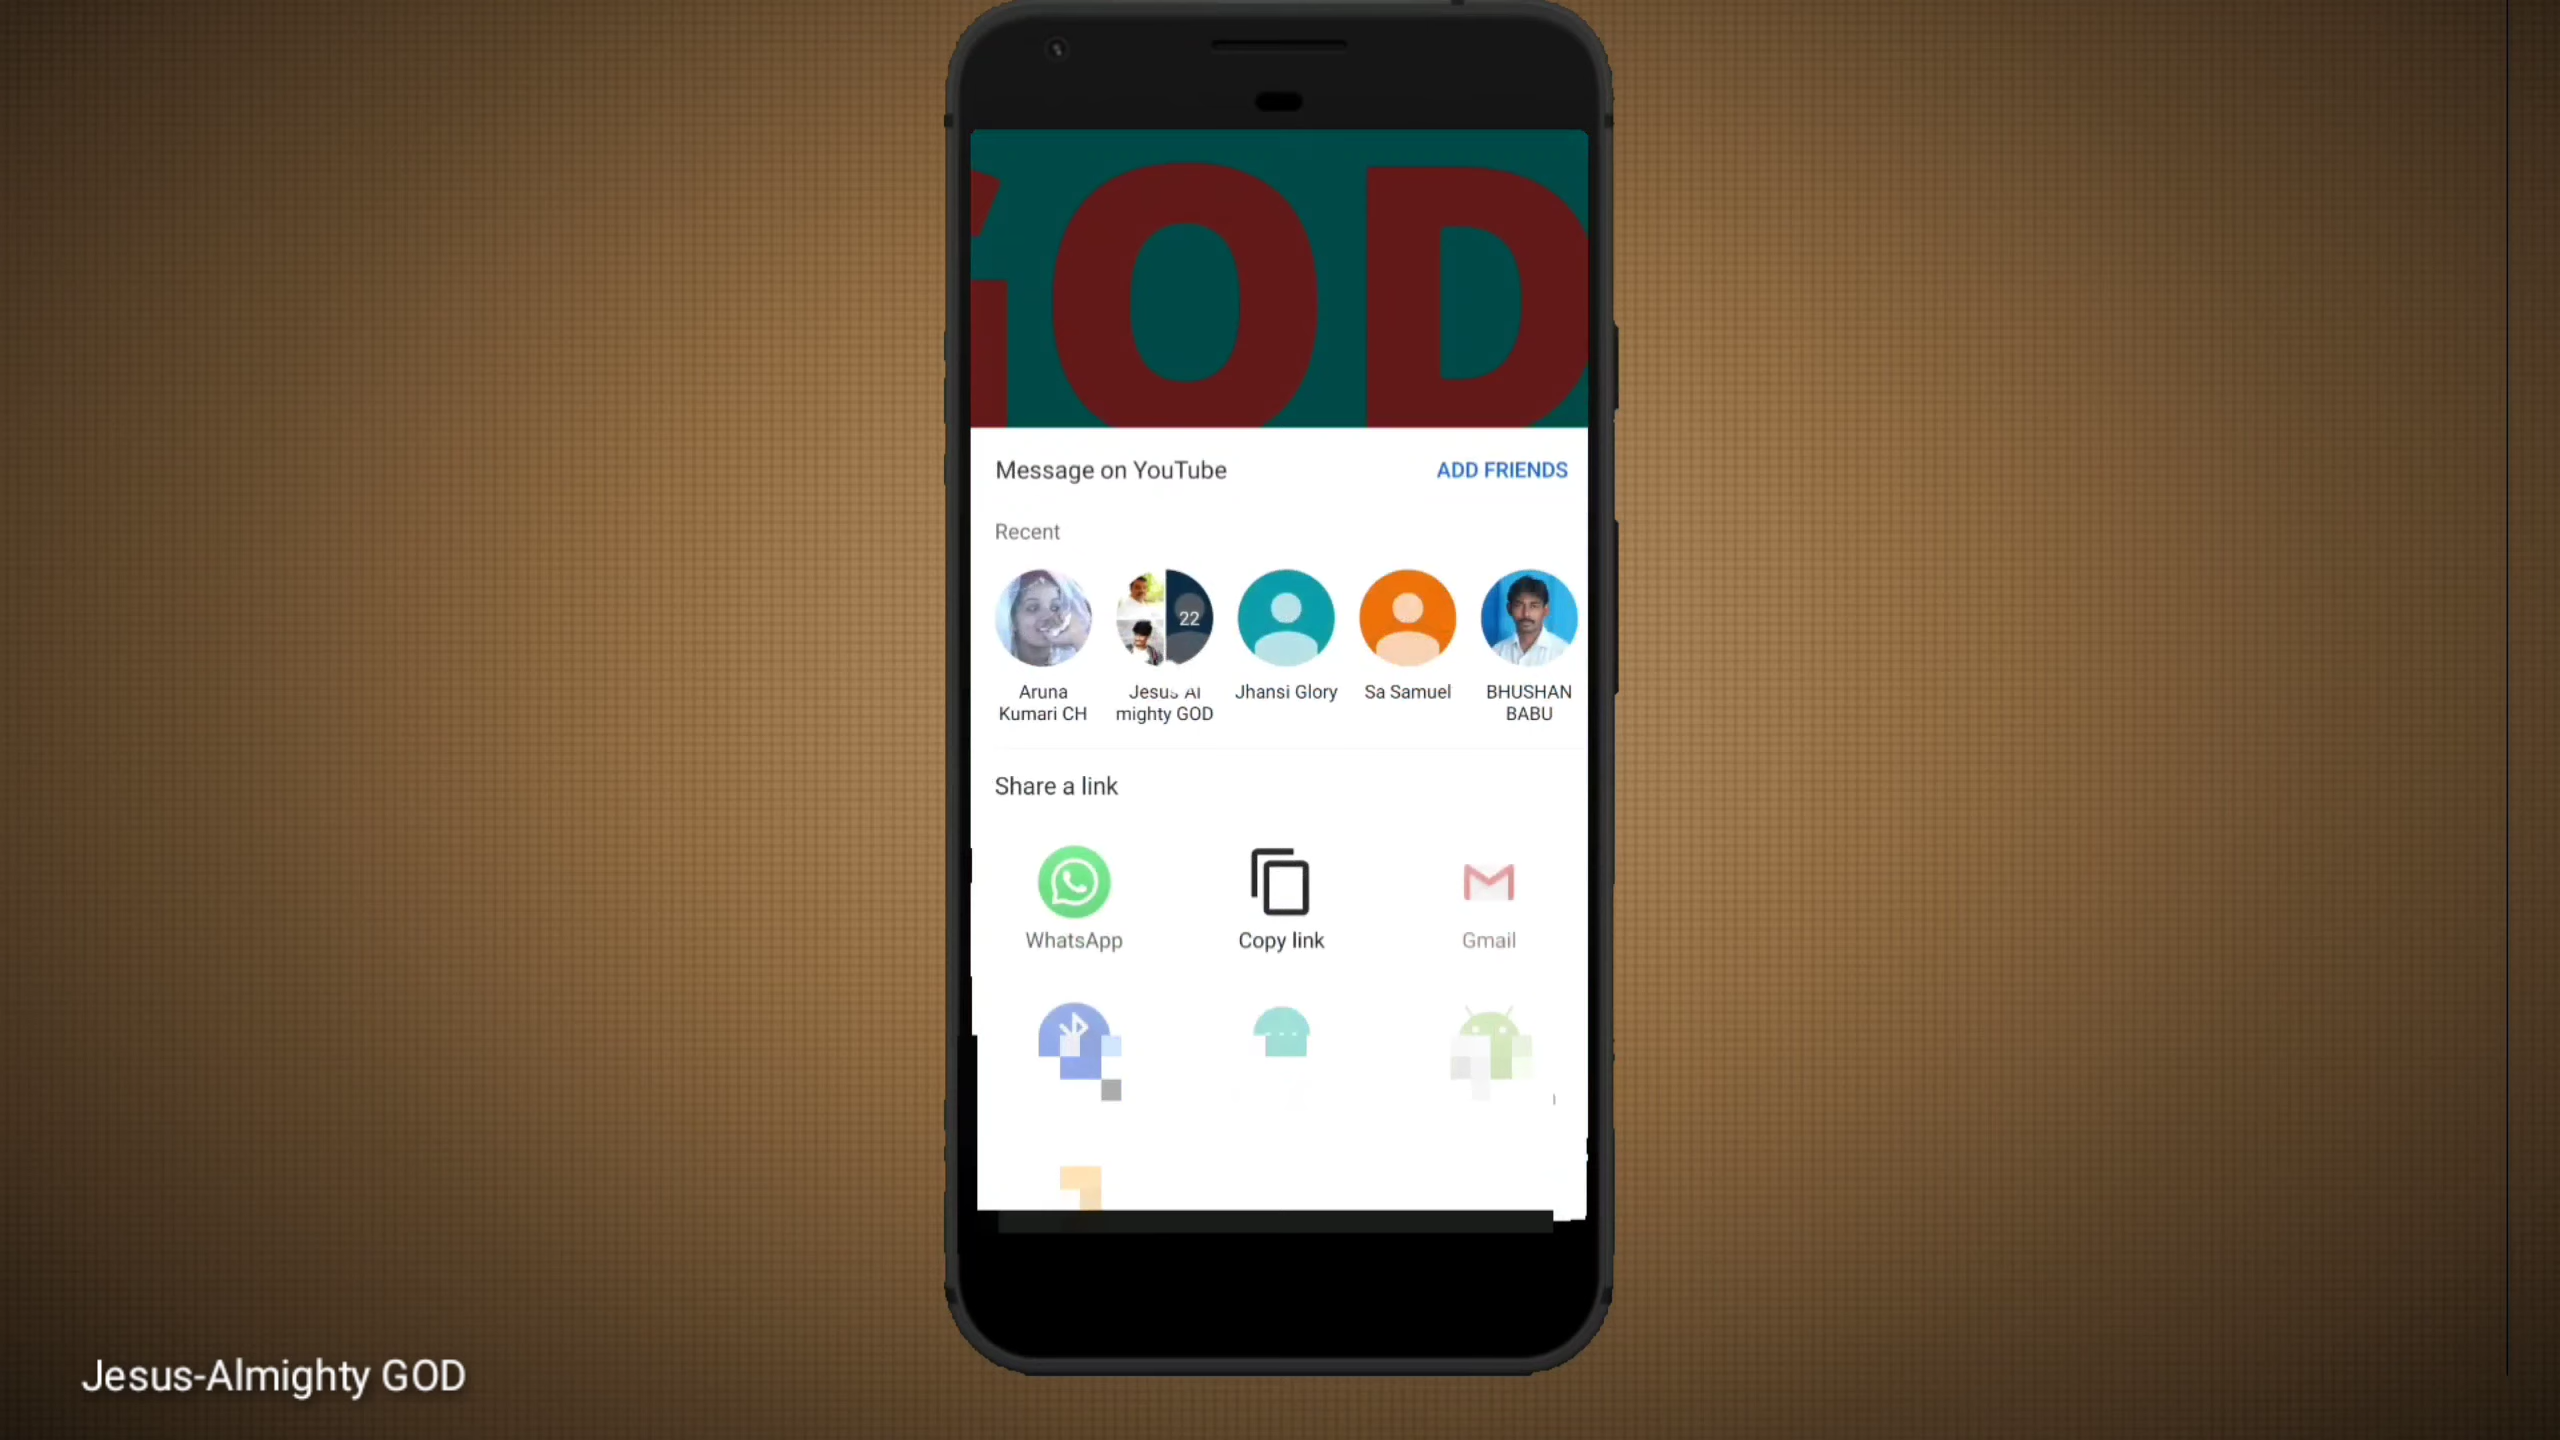 GOD
Message on YouTube
ADD FRIENDS
Recent
22
Aruna
Kumari CH
Jesus Al
mighty GOD
Jhansi Glory
Sa Samuel
BHUSHAN
BABU
Share a link
WhatsApp
Copy link
Gmail
Jesus-Almighty GOD